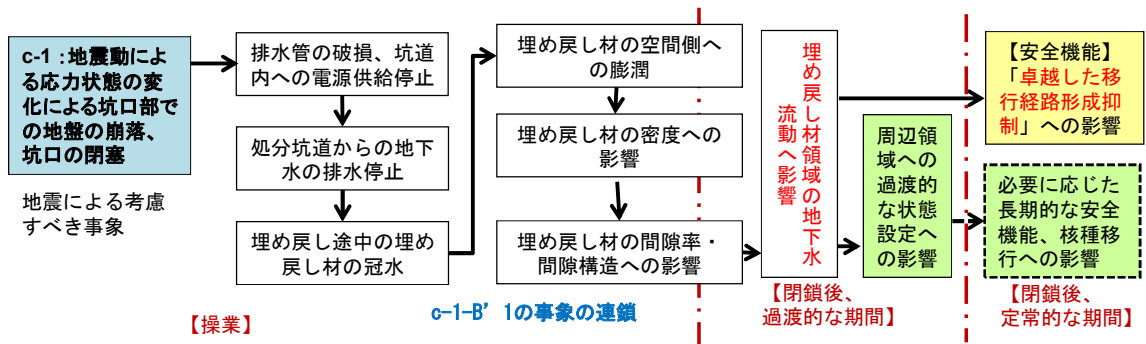 c-1：地震動によ
る応力状態の変
化による坑口部で
の地盤の崩落、
坑口の閉塞
地震による考慮
すべき事象
排水管の破損、坑道
内への電源供給停止
処分坑道からの地下
水の排水停止
埋め戻し途中の埋め
戻し材の冠水
【操業】
埋め戻し材の空間側へ
の膨潤
埋め戻し材の密度への
影響
埋め戻し材の間隙率・
間隙構造への影響
c-1-B’1の事象の連鎖
埋め戻し材領域の地下水
流動へ影響
【閉鎖後、
過渡的な期間】
周辺領
域への
過渡的
な状態
設定へ
の影響
【安全機能】
「卓越した移
行経路形成抑
制」への影響
必要に応じた
長期的な安全
機能、核種移
行への影響
【閉鎖後、
定常的な期間】